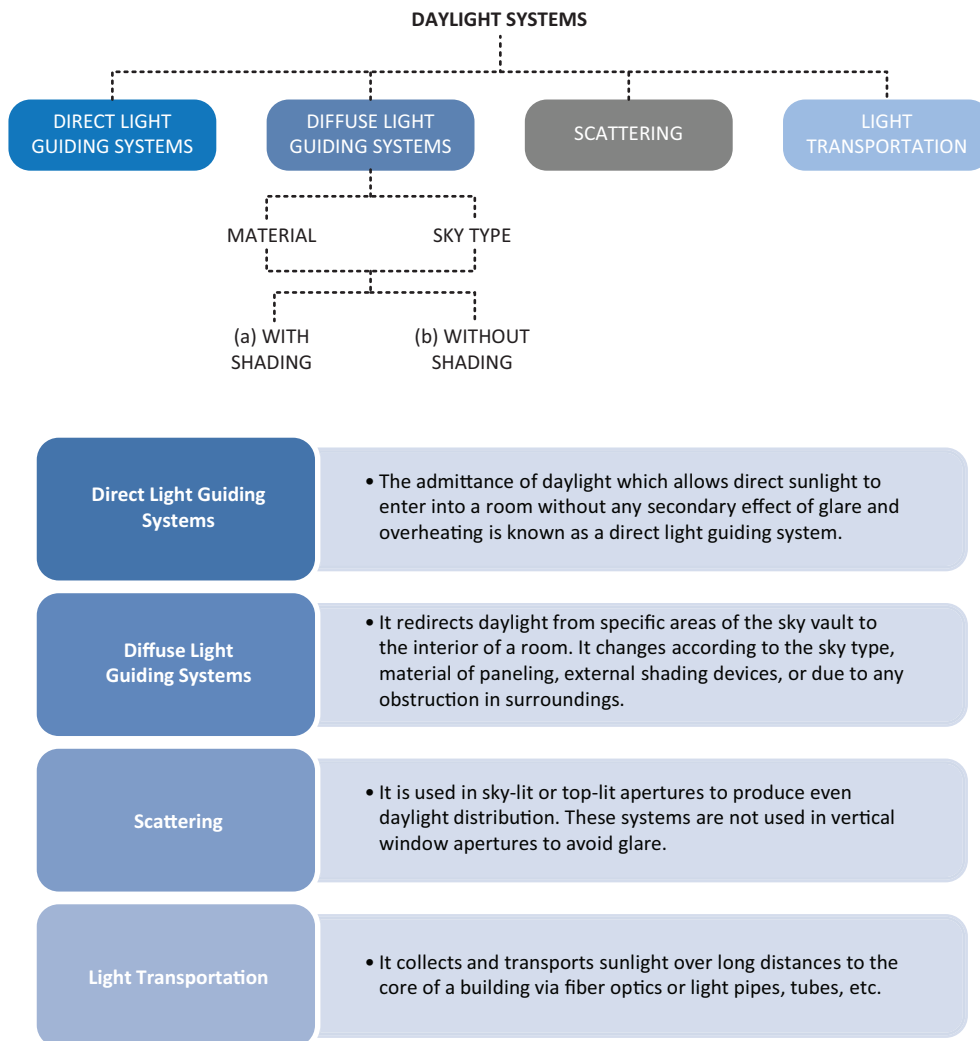 DAYLIGHT SYSTEMS
DIRECT LIGHT
GUIDING SYSTEMS
DIFFUSE LIGHT
GUIDING SYSTEMS
SCATTERING
LIGHT
TRANSPORTATION
MATERIAL
SKY TYPE
(a) WITH
SHADING
(b) WITHOUT
SHADING
Direct Light Guiding
Systems
• The admittance of daylight which allows direct sunlight to
enter into a room without any secondary effect of glare and
overheating is known as a direct light guiding system.
Diffuse Light
Guiding Systems
• It redirects daylight from specific areas of the sky vault to
the interior of a room. It changes according to the sky type,
material of paneling, external shading devices, or due to any
obstruction in surroundings.
Scattering
• It is used in sky-lit or top-lit apertures to produce even
daylight distribution. These systems are not used in vertical
window apertures to avoid glare.
Light Transportation
• It collects and transports sunlight over long distances to the
core of a building via fiber optics or light pipes, tubes, etc.